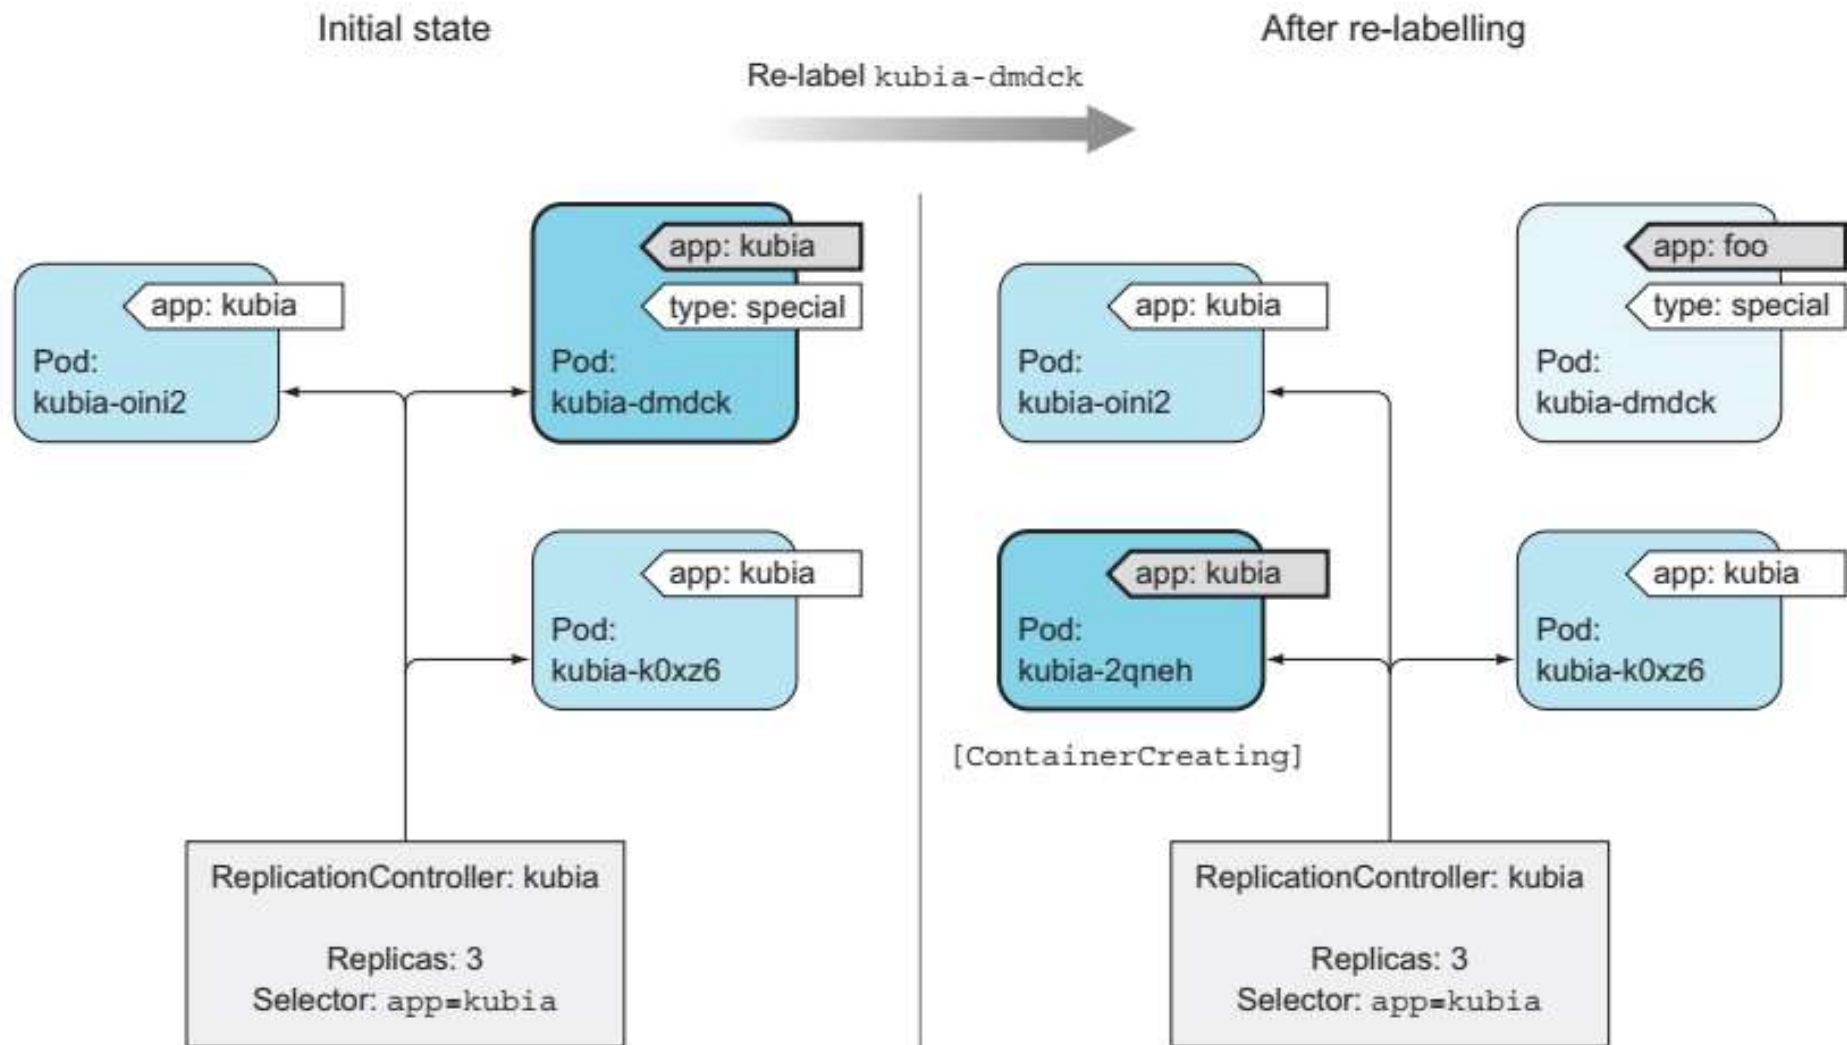 Initial state
After re-labelling
Re-label kubia-dmdck
app: kubia
type: special
Pod:
kubia-dmdck
app: kubia
Pod:
kubia-oini2
app: kubia
Pod:
kubia-k0xz6
ReplicationController: kubia
Replicas: 3
Selector: app=kubia
app: foo
type: special
Pod:
kubia-dmdck
app: kubia
Pod:
kubia-oini2
app: kubia
Pod:
kubia-2qneh
[ContainerCreating]
app: kubia
Pod:
kubia-k0xz6
ReplicationController: kubia
Replicas: 3
Selector: app=kubia